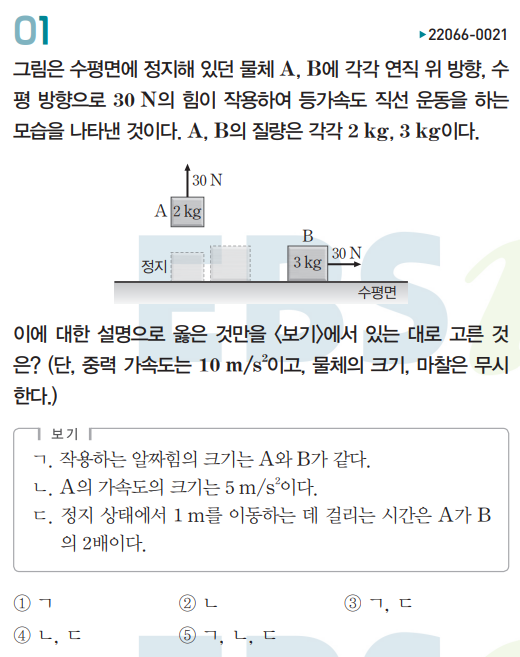 01
▶22066-0021
그림은 수평면에 정지해 있던 물체 A, B에 각각 연직 위 방향, 수
평 방향으로 30 N의 힘이 작용하여 등가속도 직선 운동을 하는
모습을 나타낸 것이다. A, B의 질량은 각각 2 kg, 3 kg이다.
30 N
A 2 kg
B
정지
3 kg
30 N
수평면
EBS
이에 대한 설명으로 옳은 것만을 <보기>에서 있는 대로 고른 것
은? (단, 중력 가속도는 10 m/s²이고, 물체의 크기, 마찰은 무시
한다.)
보기
ㄱ. 작용하는 알짜힘의 크기는 A와 B가 같다.
ㄴ. A의 가속도의 크기는 5 m/s²이다.
ㄷ. 정지 상태에서 1 m를 이동하는 데 걸리는 시간은 A가 B
의 2배이다.
① ㄱ ② ㄴ ③ ㄱ, ㄷ
④ ㄴ, ㄷ ⑤ ㄱ, ㄴ, ㄷ
EBS